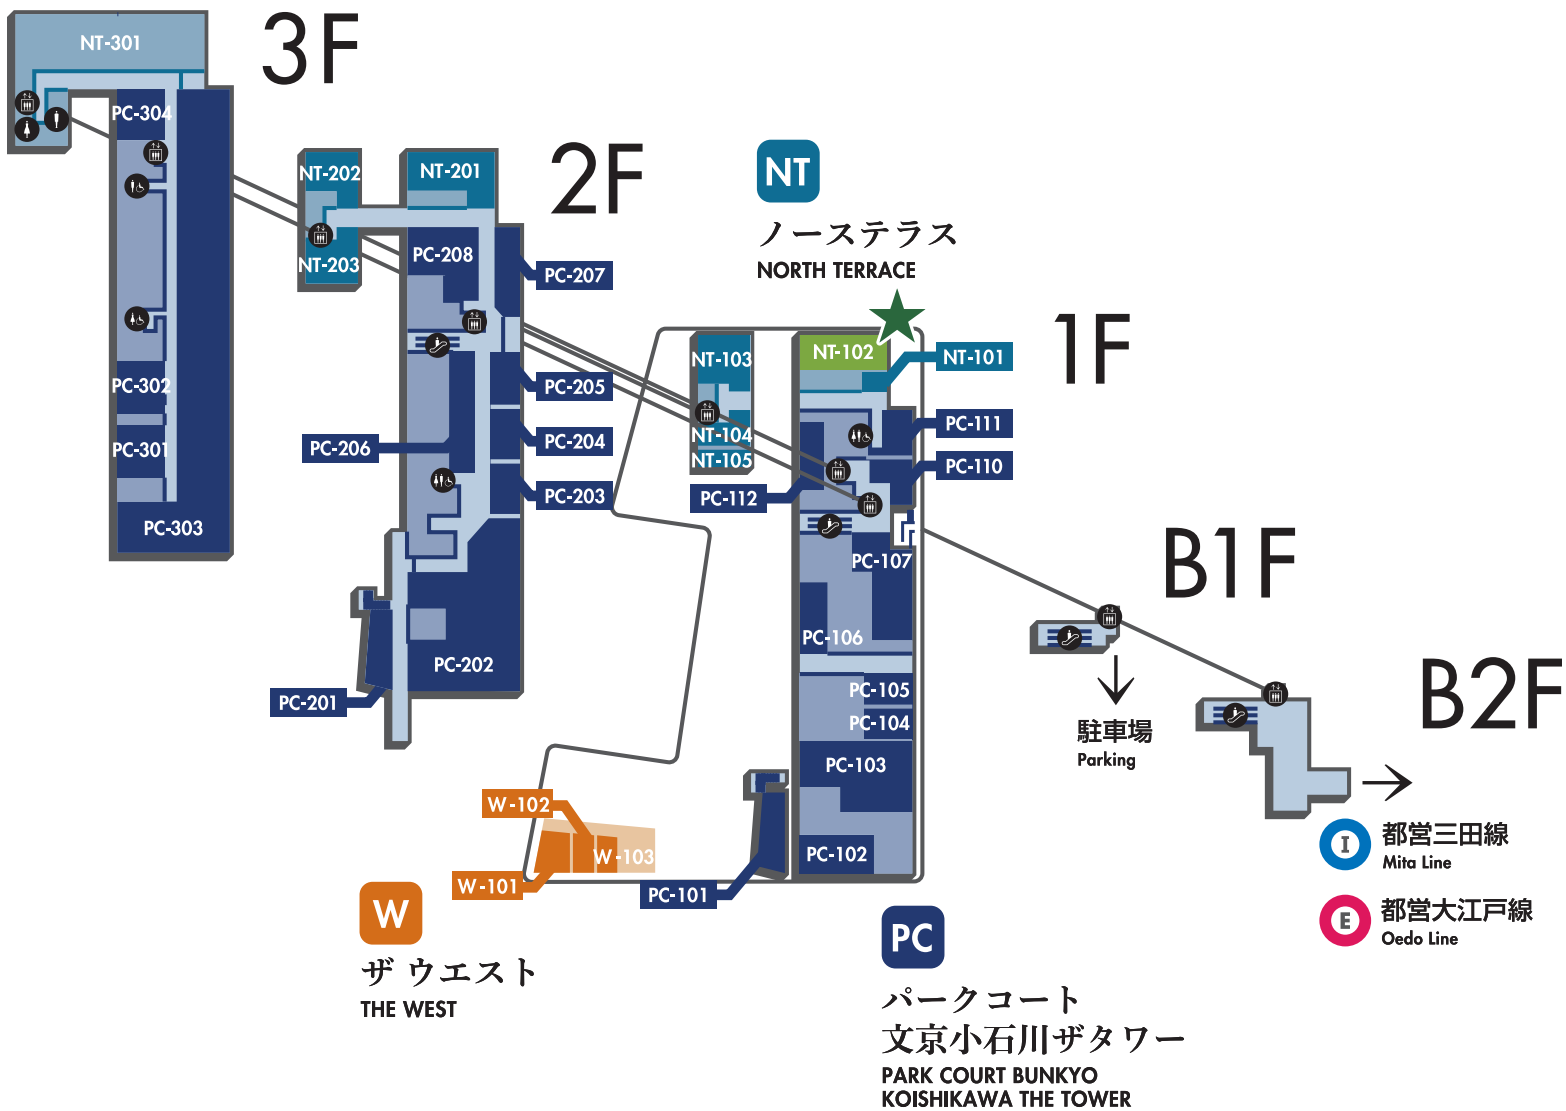 3F
NT-301
PC-304
PC-302
PC-301
PC-303
2F
NT-202
NT-201
NT-203
PC-208
PC-207
PC-205
PC-206
PC-204
PC-203
PC-202
PC-201
NT
ノーステラス
NORTH TERRACE
1F
NT-103
NT-102
NT-101
NT-104
NT-105
PC-111
PC-110
PC-112
PC-107
PC-106
PC-105
PC-104
PC-103
PC-102
PC-101
W-102
W-103
W-101
W
ザ ウエスト
THE WEST
PC
パークコート
文京小石川ザタワー
PARK COURT BUNKYO
KOISHIKAWA THE TOWER
B1F
駐車場
Parking
B2F
I
都営三田線
Mita Line
E
都営大江戸線
Oedo Line